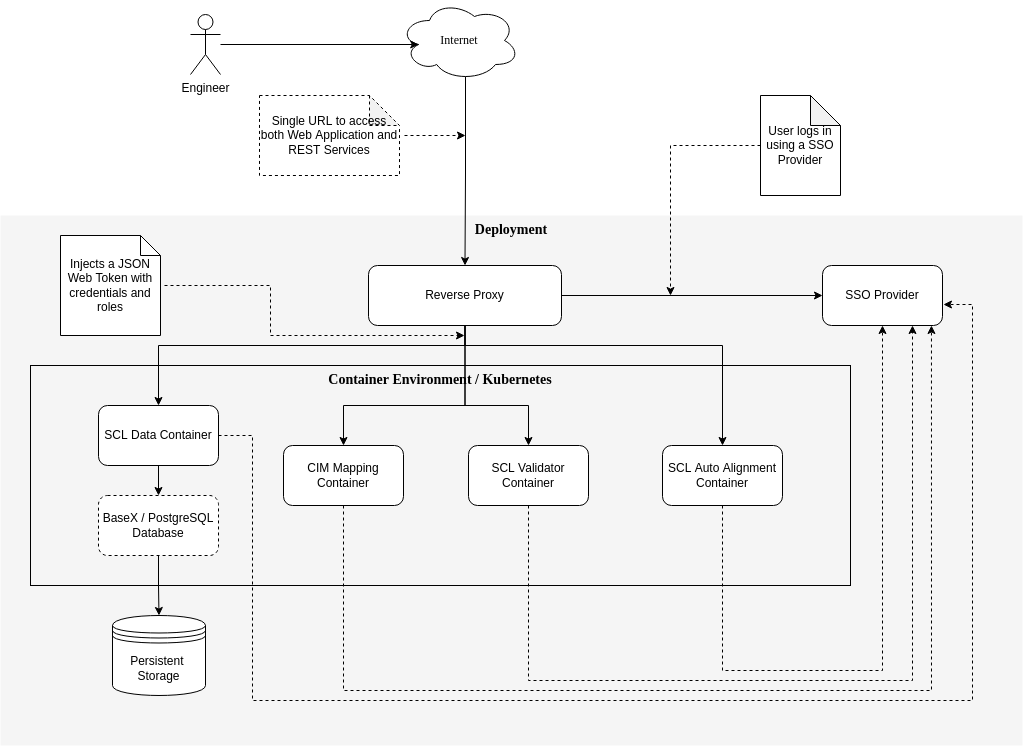 Internet
Engineer
Single URL to access
both Web Application and
REST Services
User logs in
using a SSO
Provider
Deployment
Injects a JSON
Web Token with
credentials and
roles
Reverse Proxy
SSO Provider
Container Environment / Kubernetes
SCL Data Container
CIM Mapping
Container
SCL Validator
Container
SCL Auto Alignment
Container
BaseX / PostgreSQL
Database
Persistent
Storage